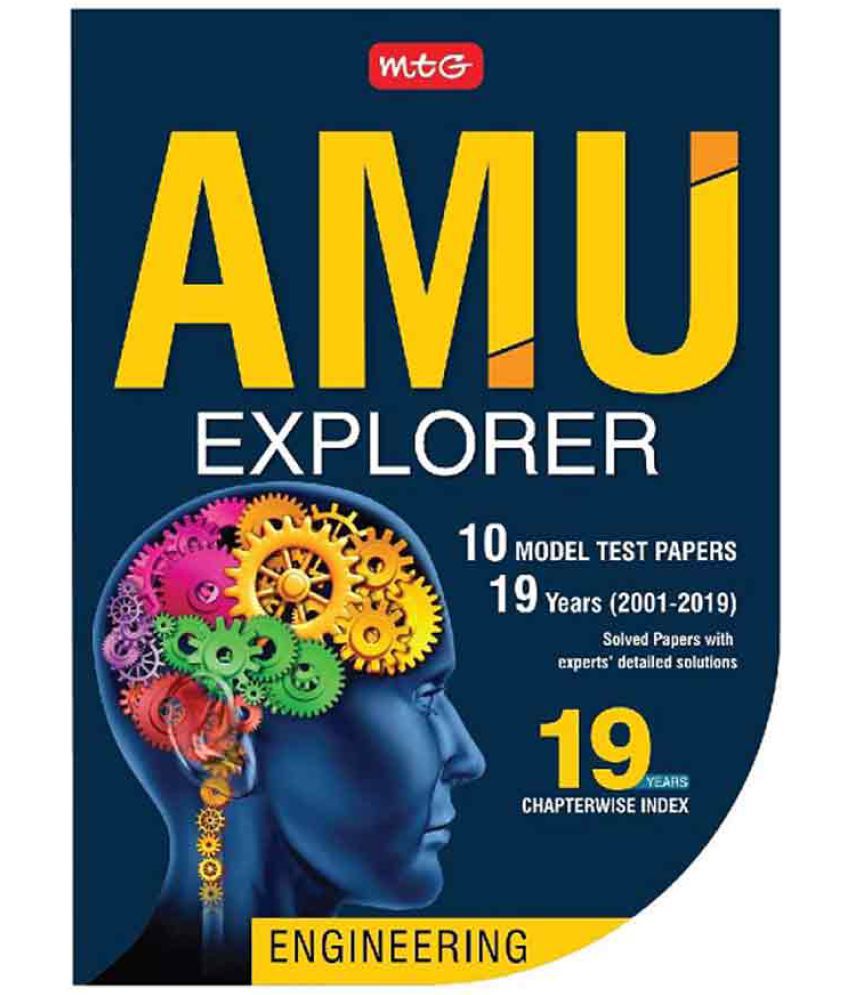 mtG
AMU
EXPLORER
10 MODEL TEST PAPERS
19 Years (2001-2019)
Solved Papers with
experts' detailed solutions
19
YEARS
CHAPTERWISE INDEX
ENGINEERING